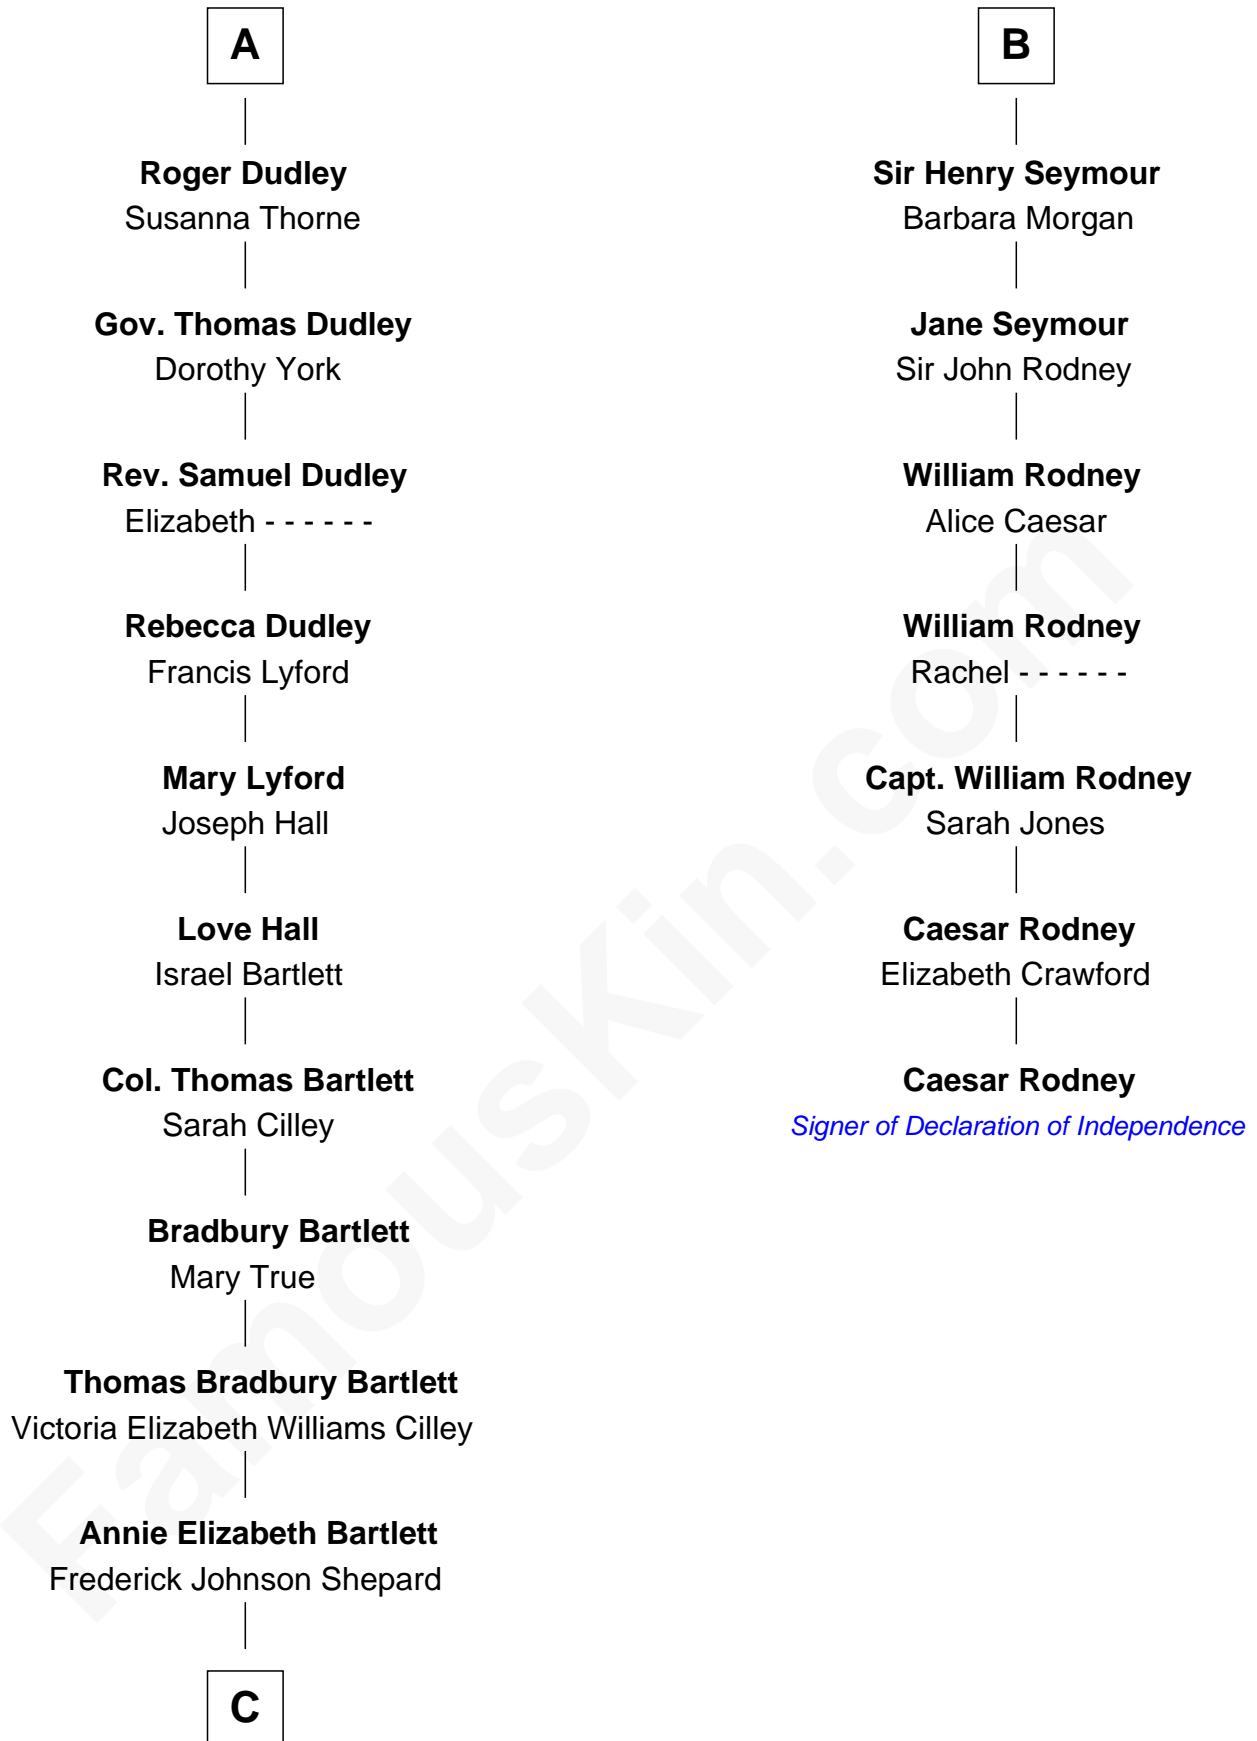 A
Roger Dudley
Susanna Thorne
Gov. Thomas Dudley
Dorothy York
Rev. Samuel Dudley
Elizabeth - - - - - -
Rebecca Dudley
Francis Lyford
Mary Lyford
Joseph Hall
Love Hall
Israel Bartlett
Col. Thomas Bartlett
Sarah Cilley
Bradbury Bartlett
Mary True
Thomas Bradbury Bartlett
Victoria Elizabeth Williams Cilley
Annie Elizabeth Bartlett
Frederick Johnson Shepard
C
B
Sir Henry Seymour
Barbara Morgan
Jane Seymour
Sir John Rodney
William Rodney
Alice Caesar
William Rodney
Rachel - - - - - -
Capt. William Rodney
Sarah Jones
Caesar Rodney
Elizabeth Crawford
Caesar Rodney
Signer of Declaration of Independence
FamousKin.com